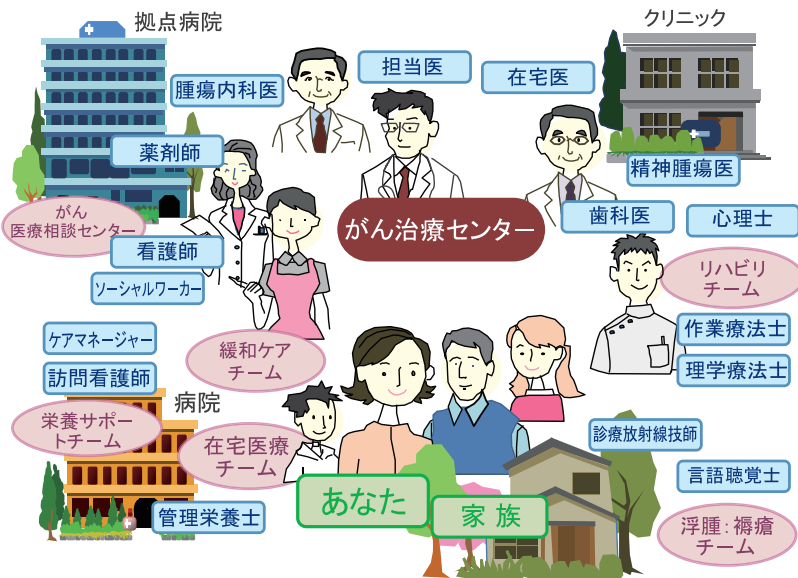 拠点病院
クリニック
担当医
腫瘍内科医
在宅医
薬剤師
精神腫瘍医
がん
医療相談センター
がん治療センター
歯科医
心理士
看護師
ソーシャルワーカー
リハビリ
チーム
ケアマネージャー
緩和ケア
チーム
作業療法士
理学療法士
訪問看護師
病院
栄養サポー
トチーム
在宅医療
チーム
診療放射線技師
言語聴覚士
あなた
家族
管理栄養士
浮腫：褥瘡
チーム